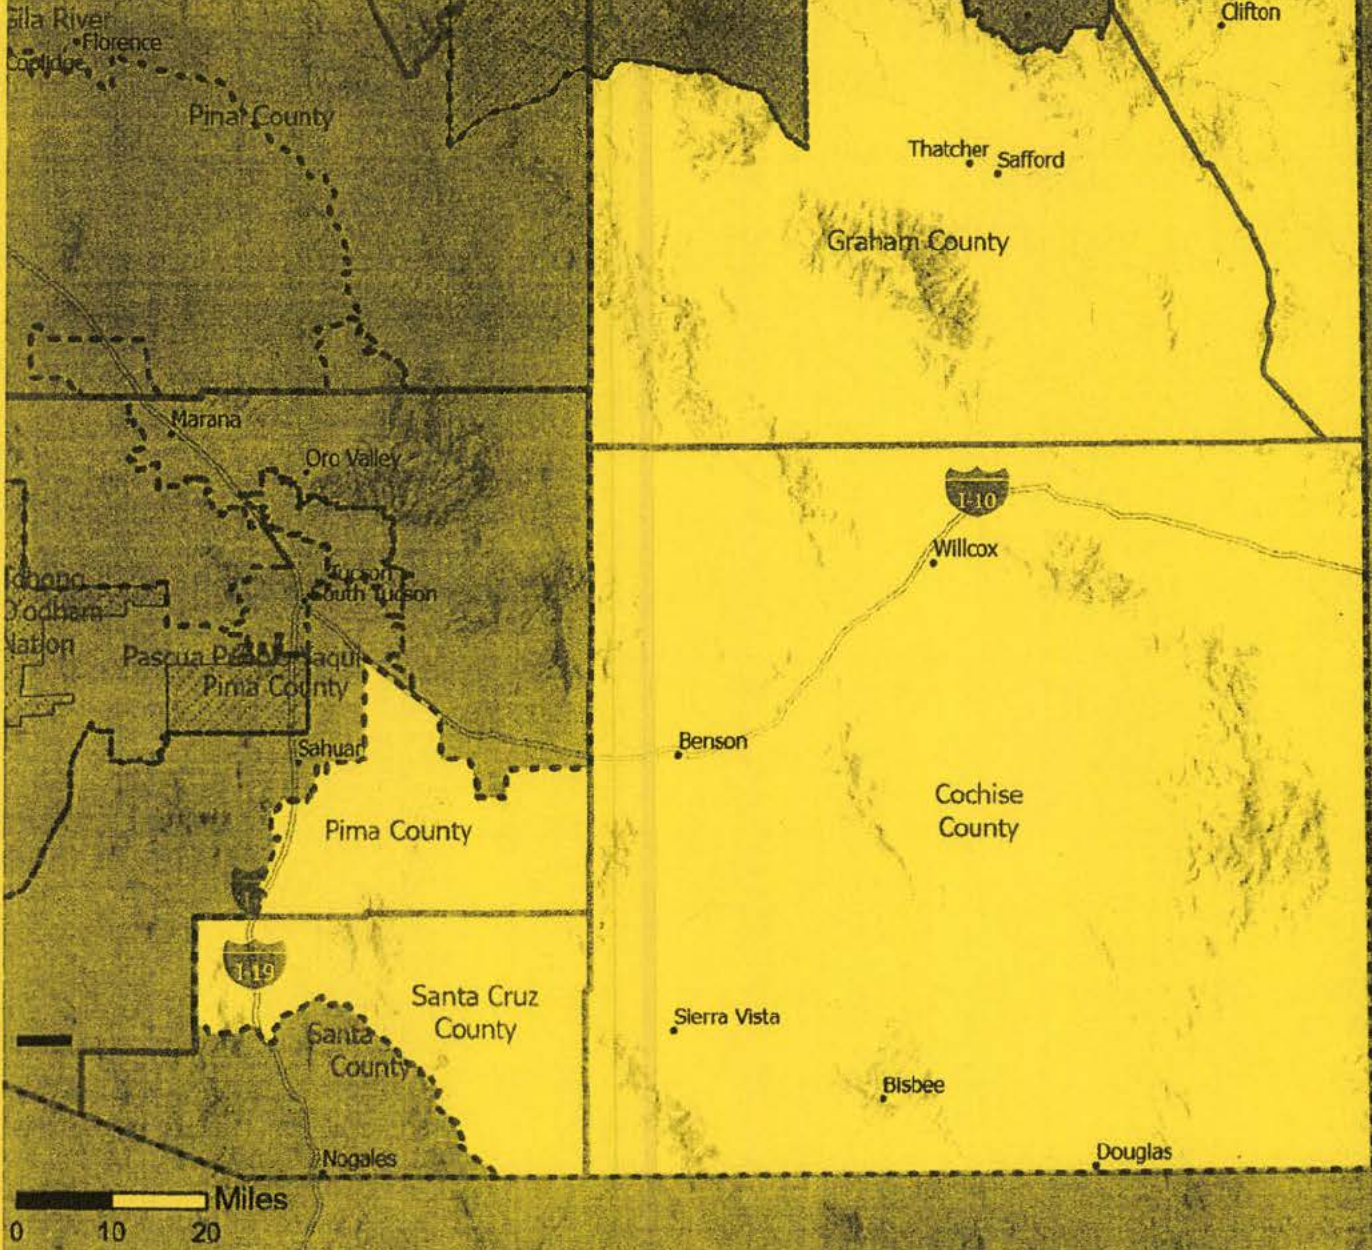 Gila River
Florence
Coolidge
Clifton
Pinal County
Thatcher
Safford
Graham County
Marana
Oro Valley
I-10
Willcox
Tucson
South Tucson
Tohono
O'odham
Nation
Pascua
Pima County
Sahuar
Benson
Cochise
County
Pima County
I-19
Santa Cruz
County
Santa
County
Sierra Vista
Bisbee
Douglas
Nogales
Miles
0 10 20